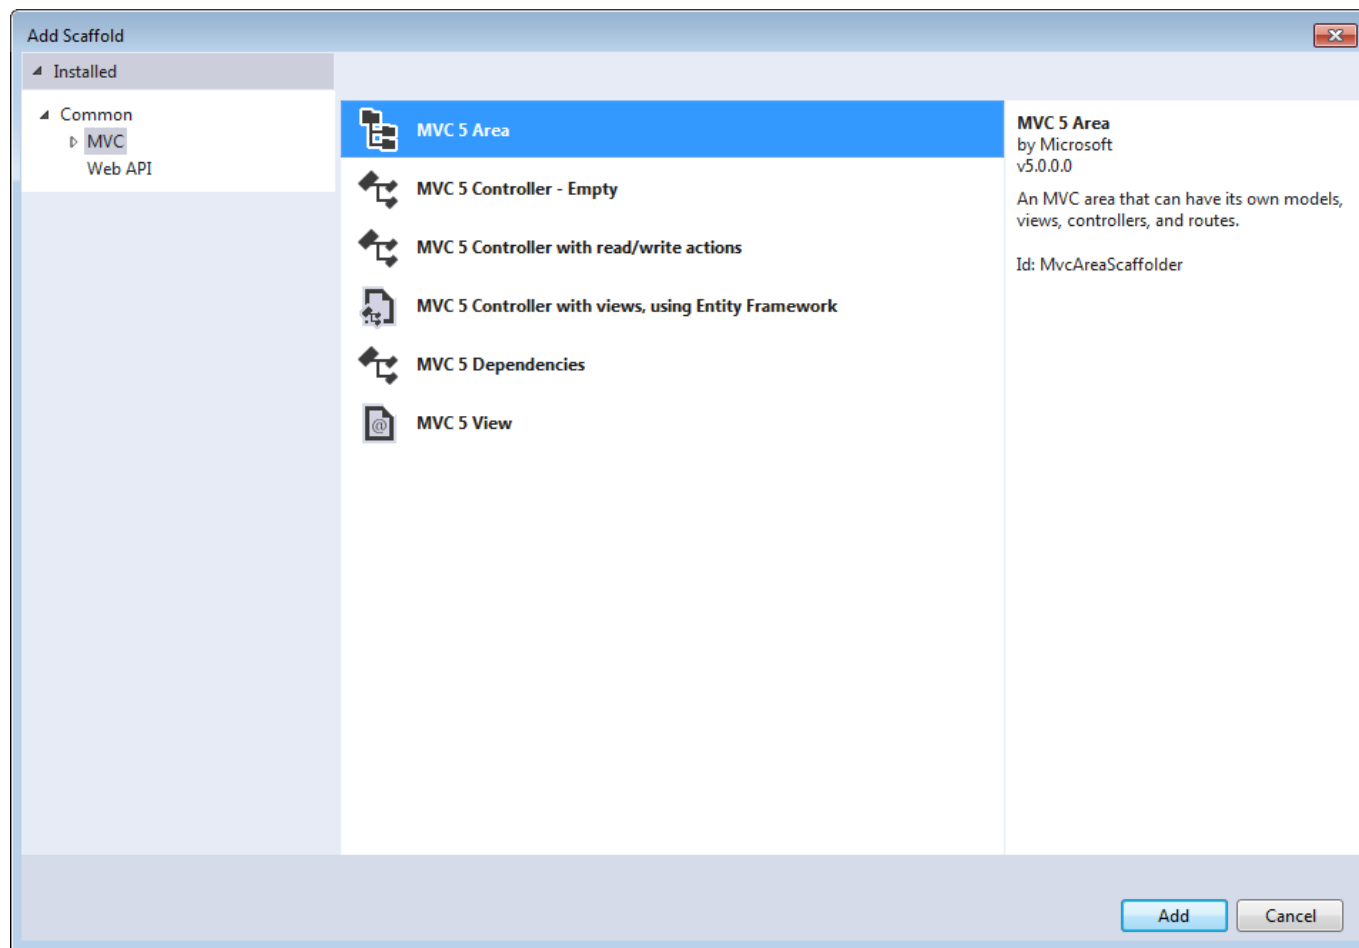 Add Scaffold
Installed
Common
MVC
Web API
MVC 5 Area
MVC 5 Controller - Empty
MVC 5 Controller with read/write actions
MVC 5 Controller with views, using Entity Framework
MVC 5 Dependencies
MVC 5 View
MVC 5 Area
by Microsoft
v5.0.0.0
An MVC area that can have its own models,
views, controllers, and routes.
Id: MvcAreaScaffolder
Add
Cancel